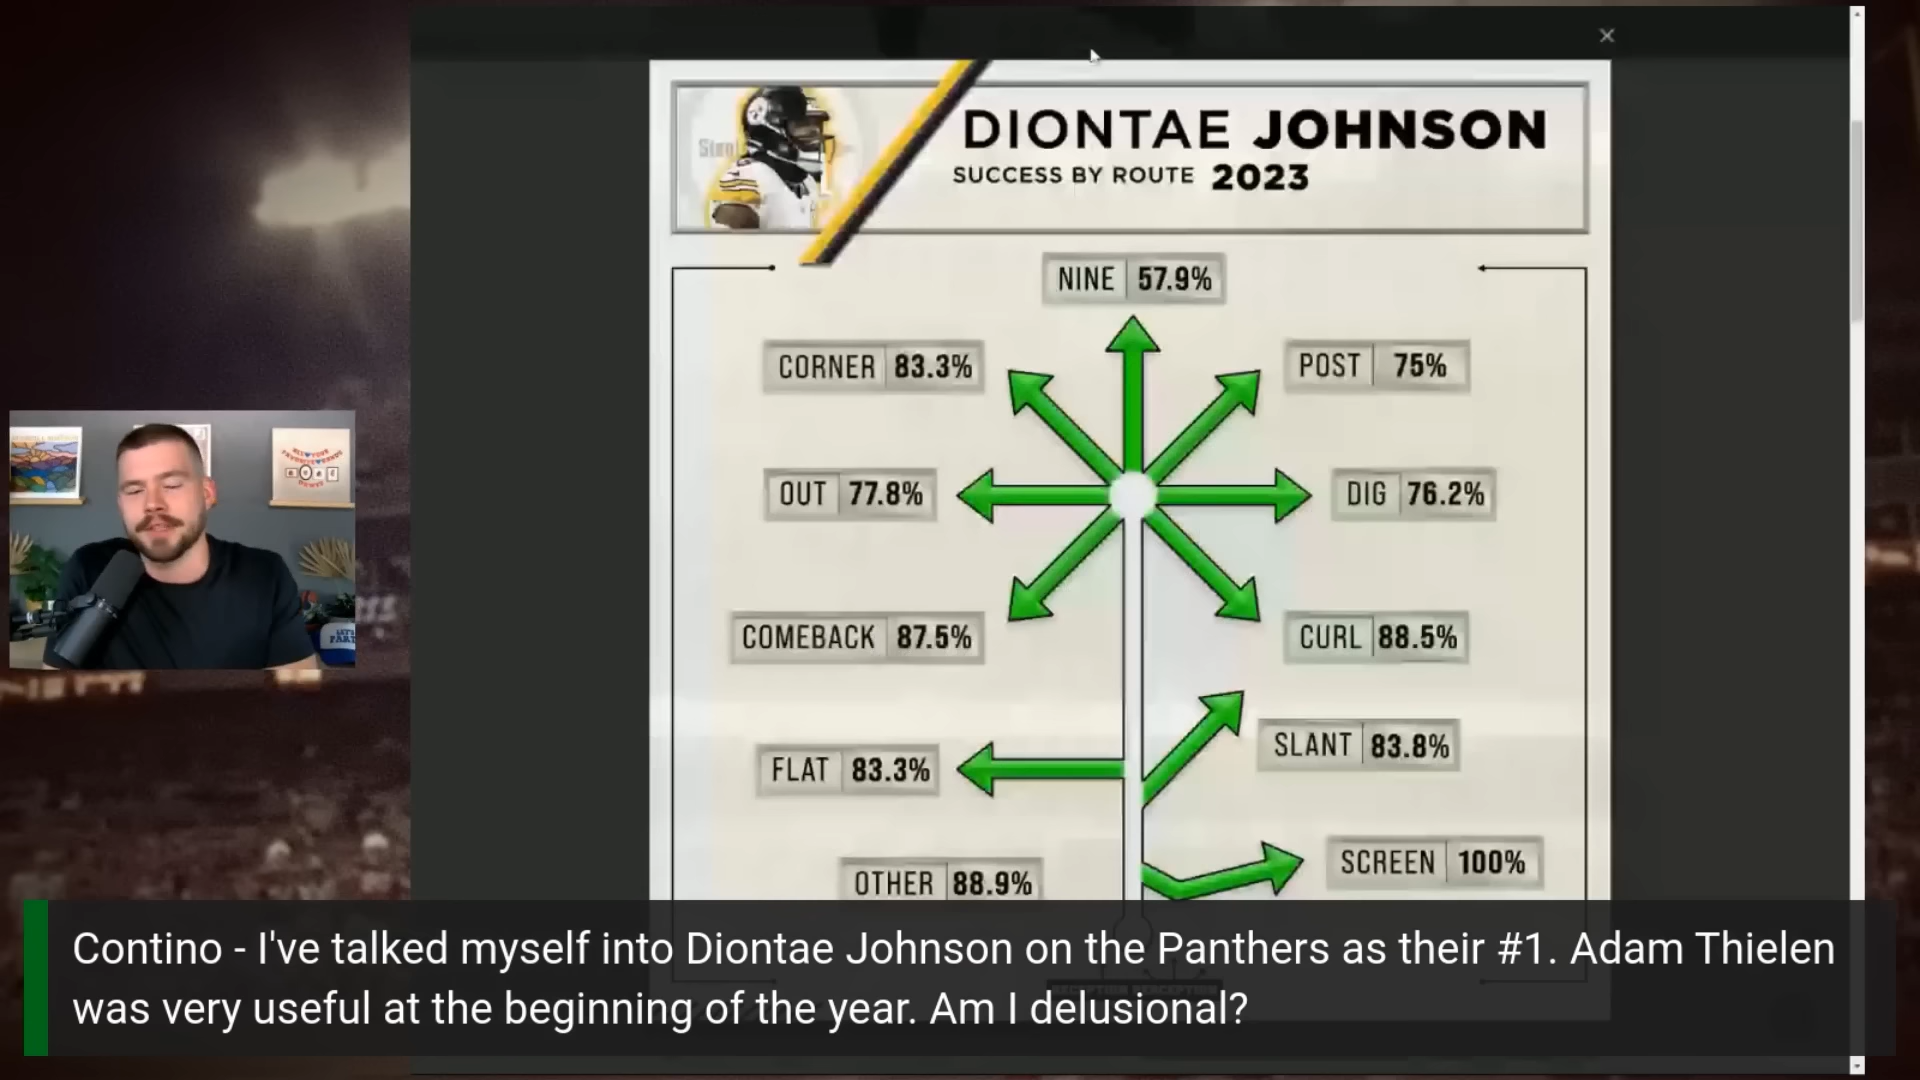 DIONTAE JOHNSON
SUCCESS BY ROUTE 2023
NINE 57.9%
CORNER 83.3%
POST 75%
OUT 77.8%
DIG 76.2%
COMEBACK 87.5%
CURL 88.5%
SLANT 83.8%
FLAT 83.3%
SCREEN 100%
OTHER 88.9%
Contino - I've talked myself into Diontae Johnson on the Panthers as their #1. Adam Thielen
was very useful at the beginning of the year. Am I delusional?